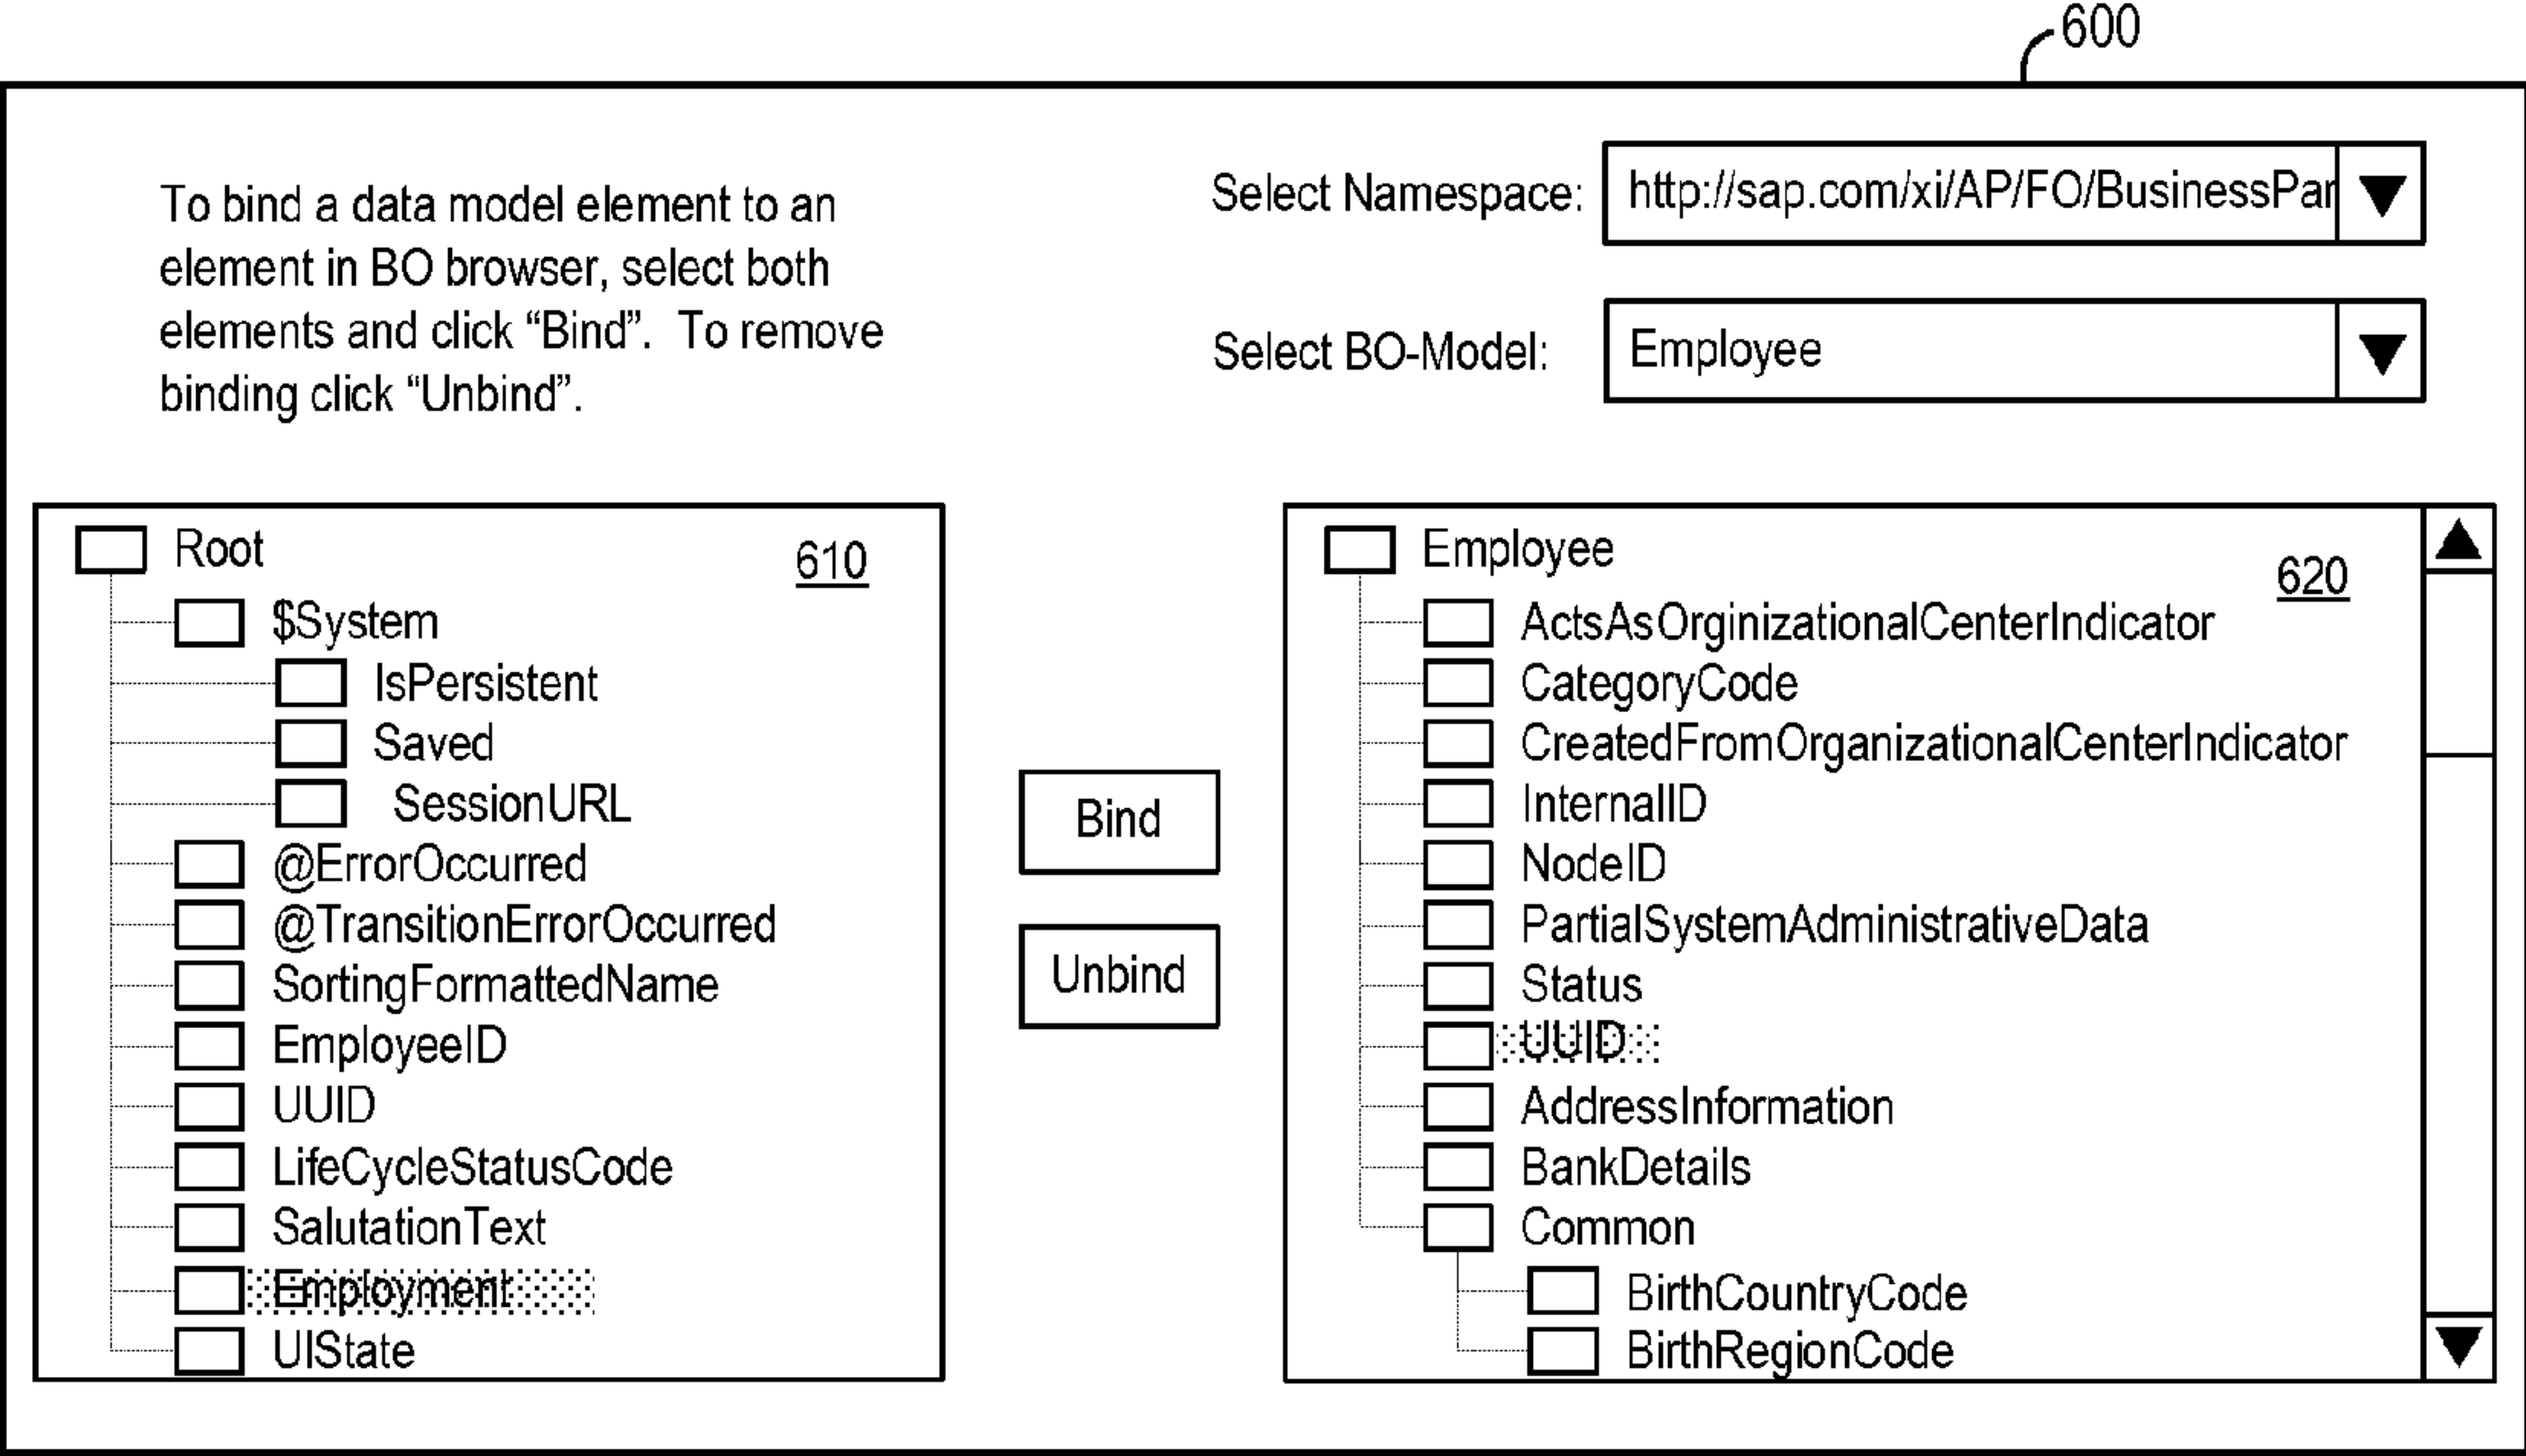 600
To bind a data model element to an
element in BO browser, select both
elements and click “Bind”. To remove
binding click “Unbind”.
Select Namespace:
http://sap.com/xi/AP/FO/BusinessPar
Select BO-Model:
Employee
Root
610
$System
IsPersistent
Saved
SessionURL
@ErrorOccurred
@TransitionErrorOccurred
SortingFormattedName
EmployeeID
UUID
LifeCycleStatusCode
SalutationText
Employment
UIState
Bind
Unbind
Employee
620
ActsAsOrginizationalCenterIndicator
CategoryCode
CreatedFromOrganizationalCenterIndicator
InternalID
NodeID
PartialSystemAdministrativeData
Status
UUID
AddressInformation
BankDetails
Common
BirthCountryCode
BirthRegionCode